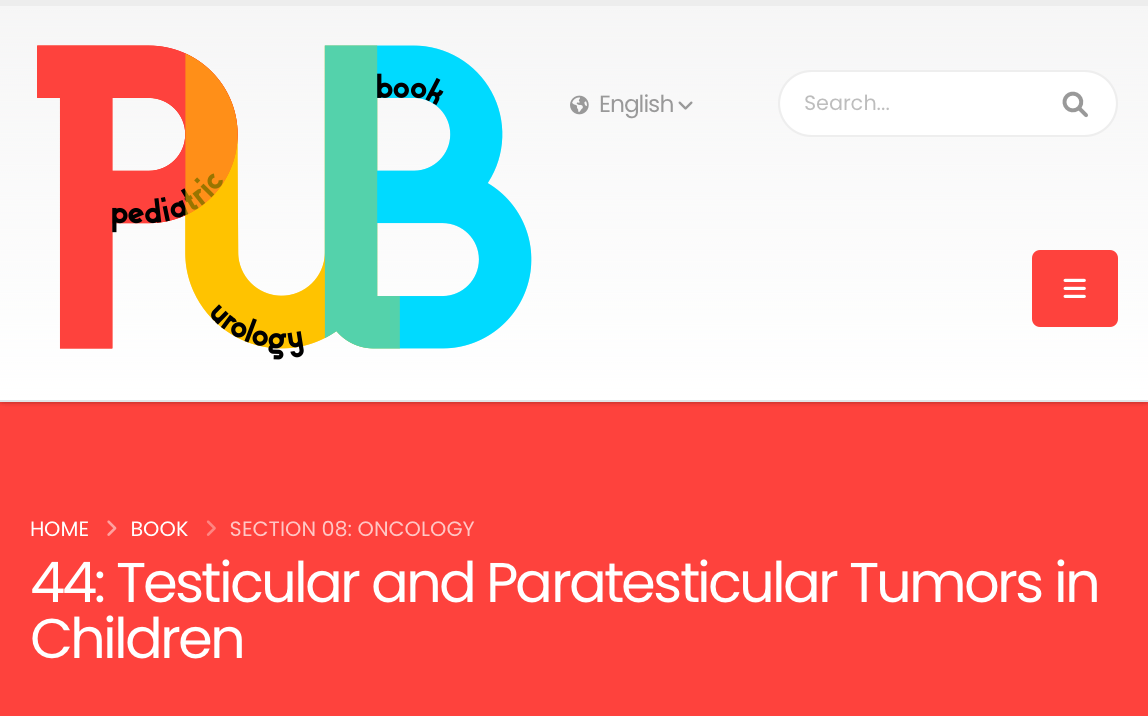 PUB
pediatric
urology
book
English
Search...
HOME > BOOK > SECTION 08: ONCOLOGY
44: Testicular and Paratesticular Tumors in
Children